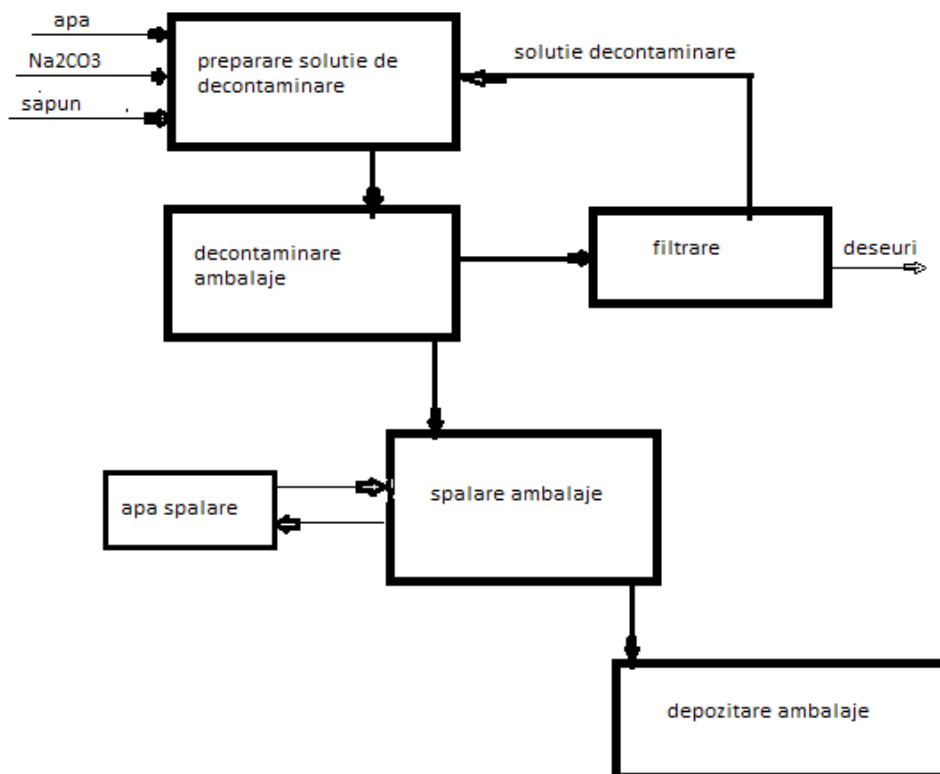 apa
Na2CO3
sapun
preparare solutie de
decontaminare
solutie decontaminare
decontaminare
ambalaje
filtrare
deseuri
apa spalare
spalare ambalaje
depozitare ambalaje